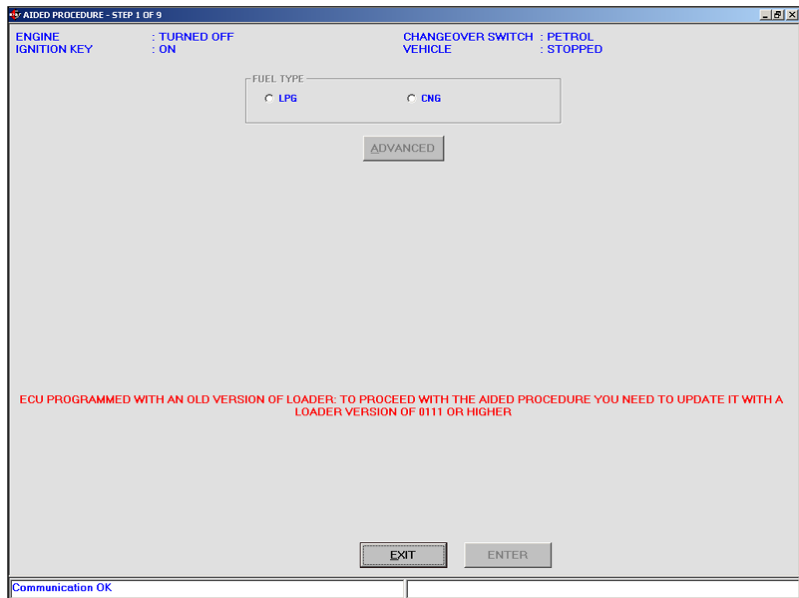 AIDED PROCEDURE - STEP 1 OF 9
ENGINE : TURNED OFF CHANGEOVER SWITCH : PETROL
IGNITION KEY : ON VEHICLE : STOPPED
FUEL TYPE
LPG CNG
ADVANCED
ECU PROGRAMMED WITH AN OLD VERSION OF LOADER: TO PROCEED WITH THE AIDED PROCEDURE YOU NEED TO UPDATE IT WITH A
LOADER VERSION OF 0111 OR HIGHER
EXIT ENTER
Communication OK